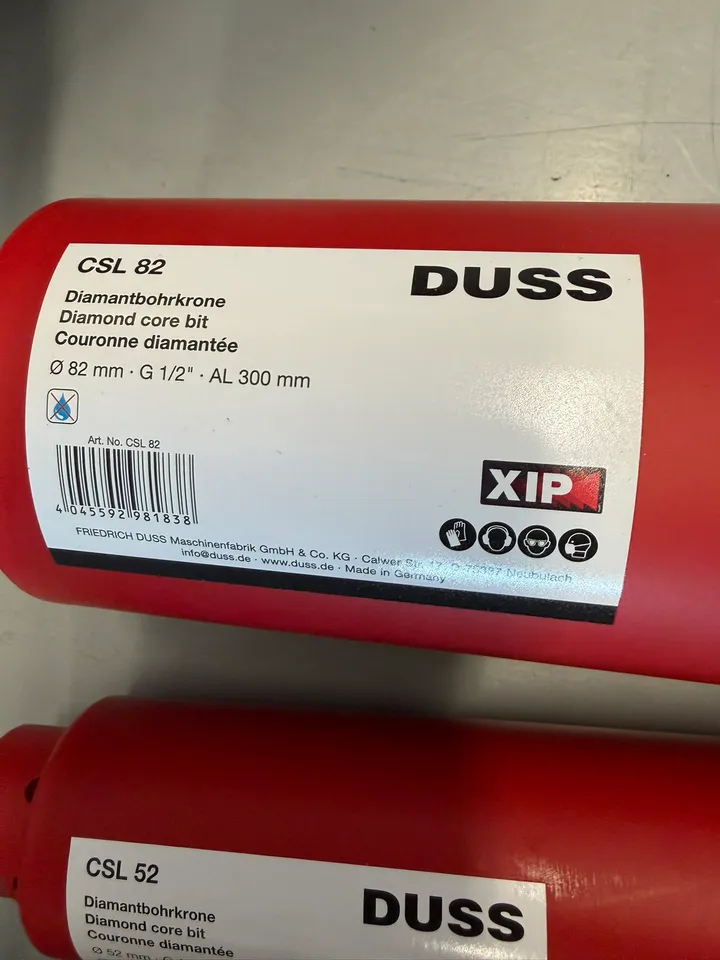 CSL 82
DUSS
Diamantbohrkrone
Diamond core bit
Couronne diamantée
Ø 82 mm · G 1/2" · AL 300 mm
Art. No. CSL 82
4 045592 981838
XIP
FRIEDRICH DUSS Maschinenfabrik GmbH & Co. KG · Calwer Str. 17, D-75387 Neubulach
info@duss.de · www.duss.de · Made in Germany
CSL 52
DUSS
Diamantbohrkrone
Diamond core bit
Couronne diamantée
Ø 52 mm · G